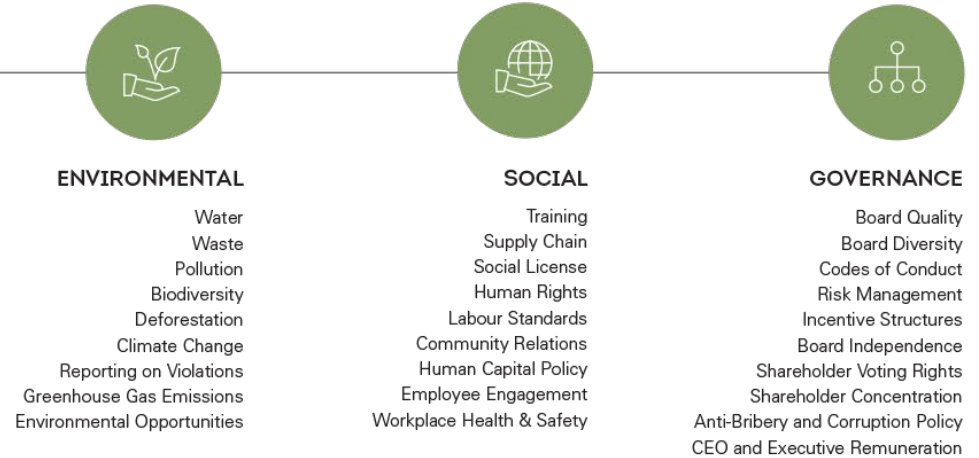 ENVIRONMENTAL
Water
Waste
Pollution
Biodiversity
Deforestation
Climate Change
Reporting on Violations
Greenhouse Gas Emissions
Environmental Opportunities
SOCIAL
Training
Supply Chain
Social License
Human Rights
Labour Standards
Community Relations
Human Capital Policy
Employee Engagement
Workplace Health & Safety
GOVERNANCE
Board Quality
Board Diversity
Codes of Conduct
Risk Management
Incentive Structures
Board Independence
Shareholder Voting Rights
Shareholder Concentration
Anti-Bribery and Corruption Policy
CEO and Executive Remuneration